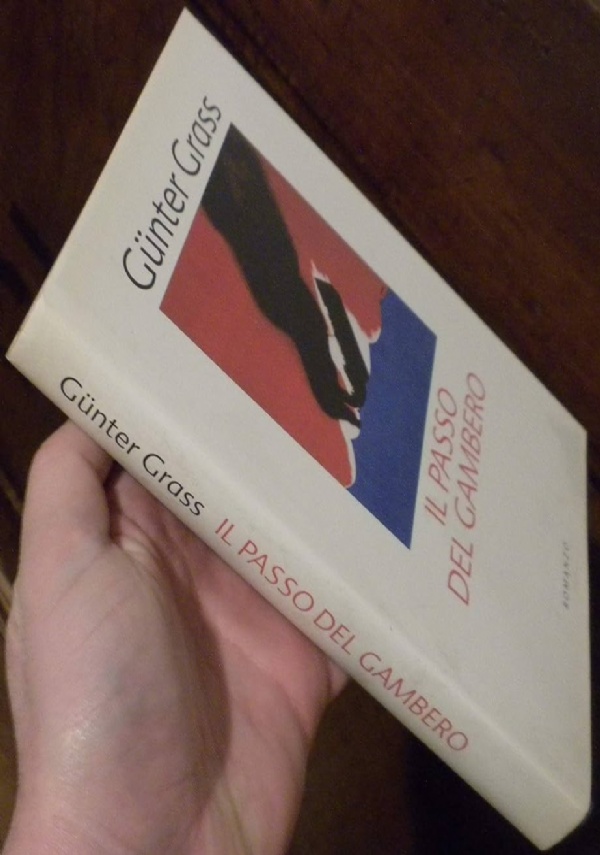 Günter Grass
IL PASSO
DEL GAMBERO
ROMANZO
Günter Grass IL PASSO DEL GAMBERO